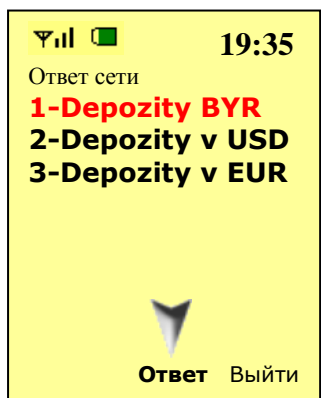 19:35
Ответ сети
1-Depozity BYR
2-Depozity v USD
3-Depozity v EUR
Ответ Выйти